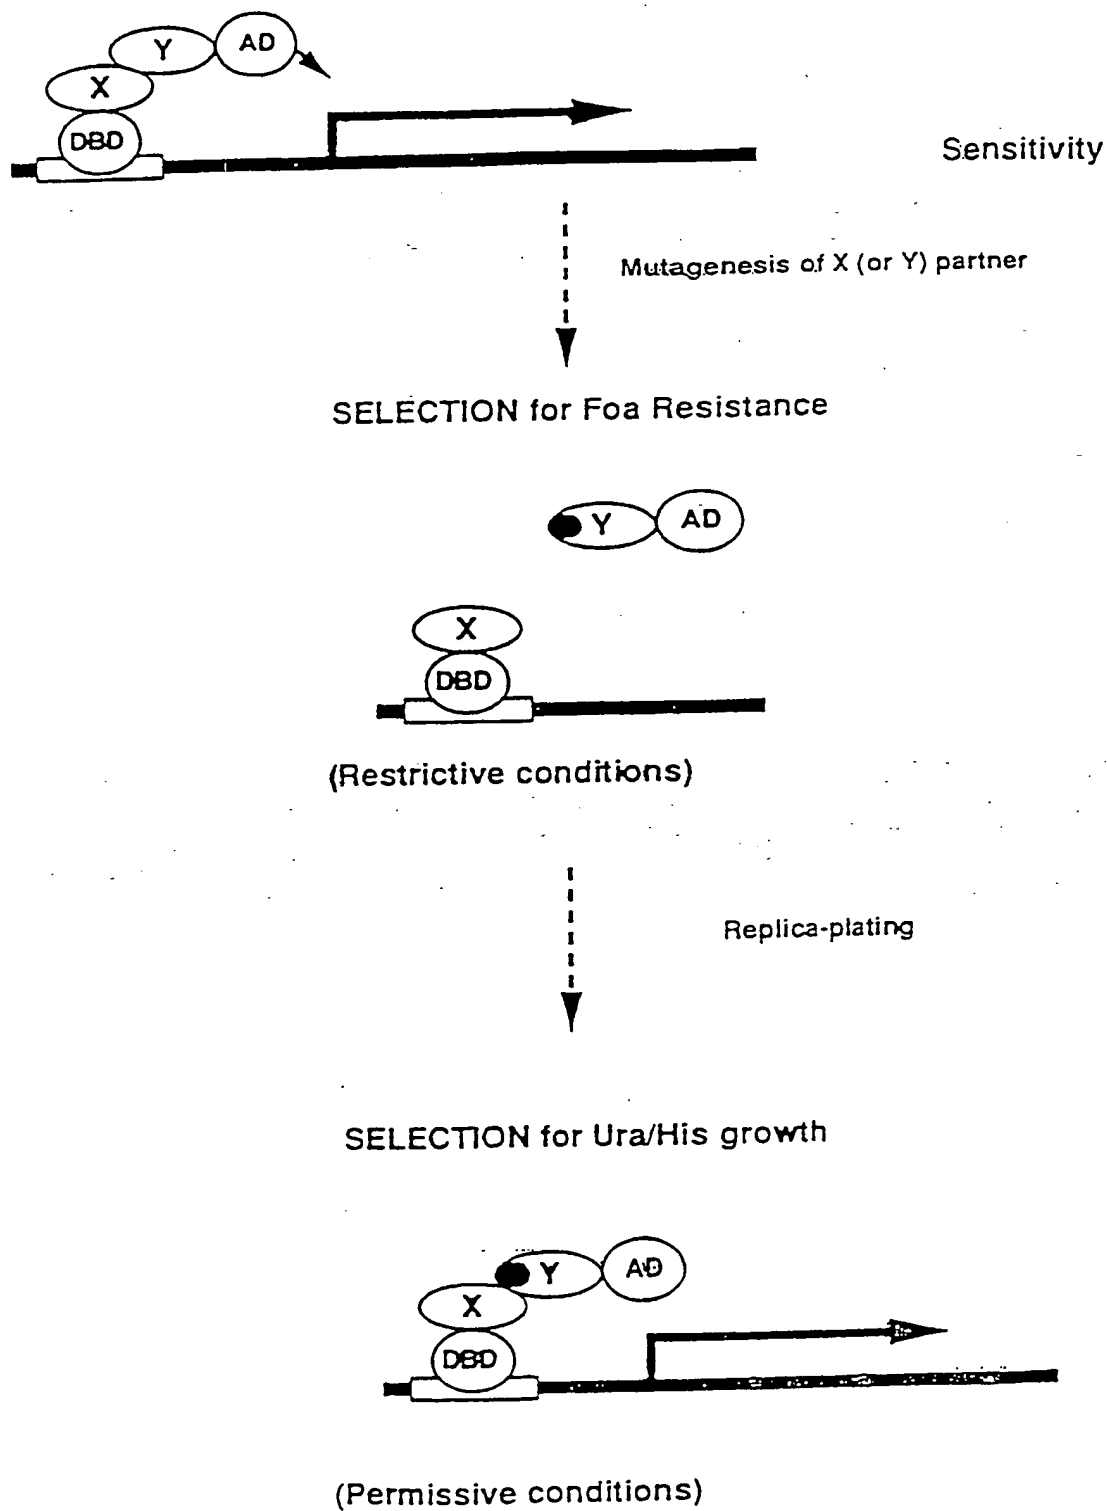 Y
AD
X
DBD
Sensitivity
Mutagenesis of X (or Y) partner
SELECTION for Foa Resistance
Y
AD
X
DBD
(Restrictive conditions)
Replica-plating
SELECTION for Ura/His growth
Y
AD
X
DBD
(Permissive conditions)